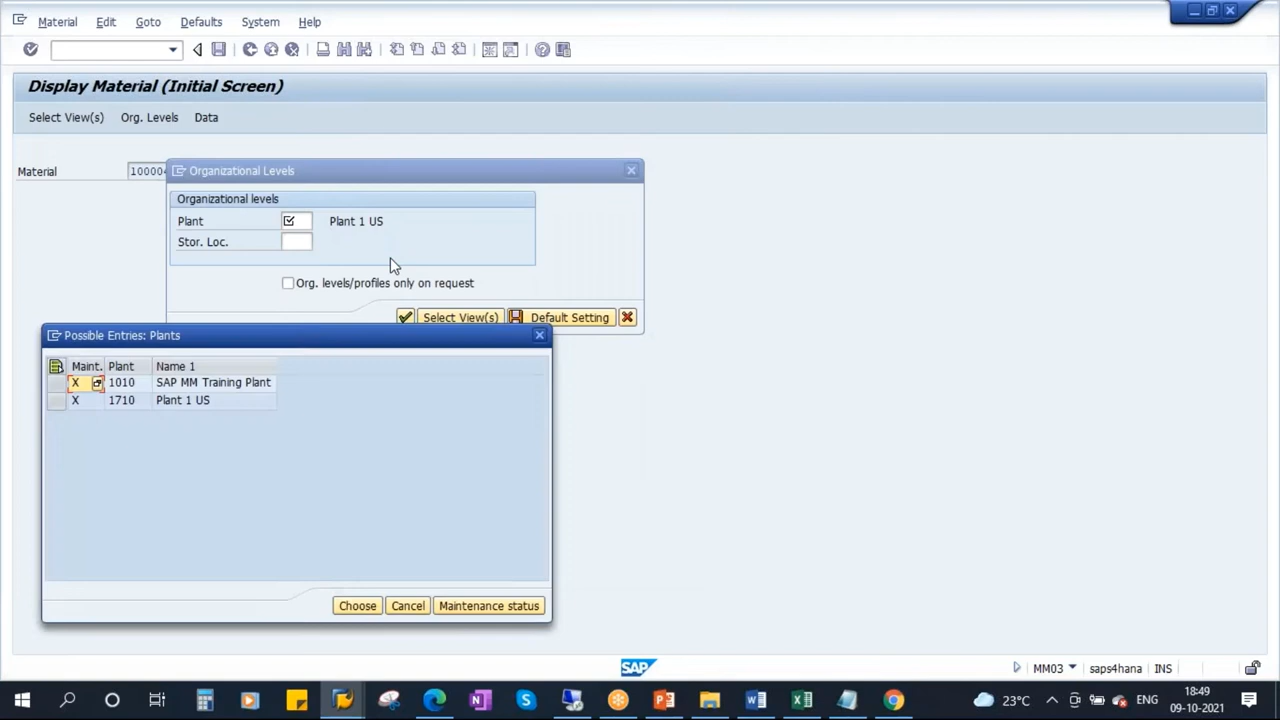 Material Edit Goto Defaults System Help
Display Material (Initial Screen)
Select View(s) Org. Levels Data
Material 100004
Organizational Levels
Organizational levels
Plant Plant 1 US
Stor. Loc.
Org. levels/profiles only on request
Select View(s) Default Setting
Possible Entries: Plants
Maint. Plant Name 1
X 1010 SAP MM Training Plant
X 1710 Plant 1 US
Choose Cancel Maintenance status
SAP MM03 saps4hana INS
23°C ENG 18:49
09-10-2021